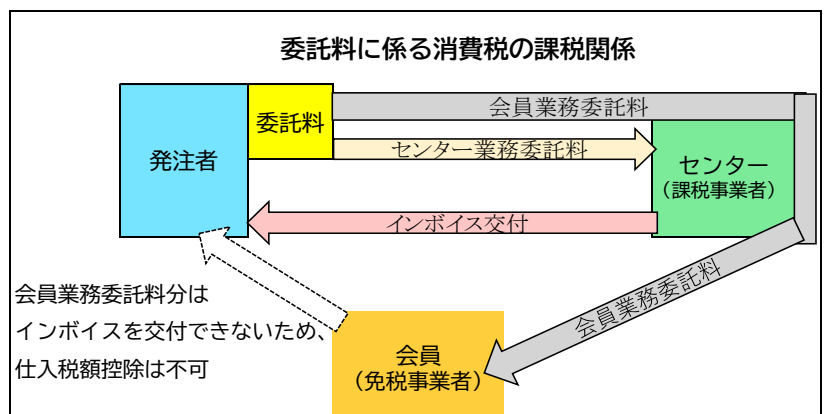 委託料に係る消費税の課税関係
会員業務委託料
委託料
発注者
センター業務委託料
センター
（課税事業者）
インボイス交付
会員業務委託料
会員業務委託料分は
インボイスを交付できないため、
仕入税額控除は不可
会員
（免税事業者）